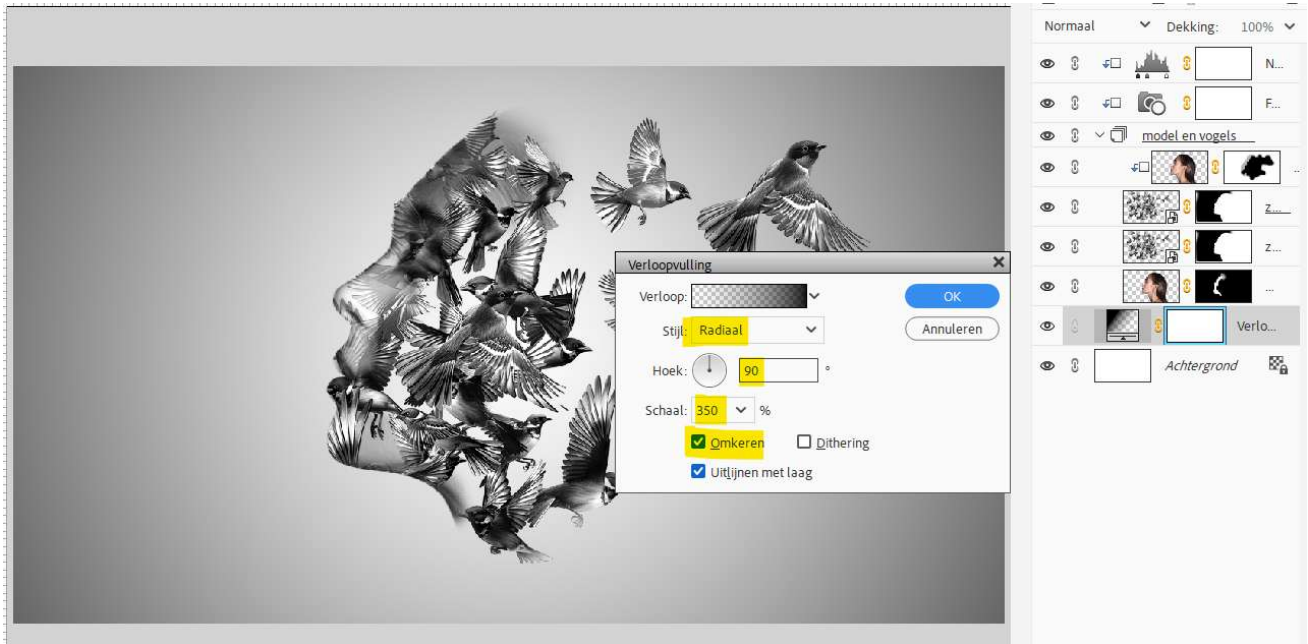 Normaal Dekking: 100%
N...
F...
model en vogels
...
z...
z...
...
Verlo...
Achtergrond
Verloopvulling
Verloop:
OK
Stijl: Radiaal
Annuleren
Hoek: 90 °
Schaal: 350 %
Omkeren Dithering
Uitlijnen met laag